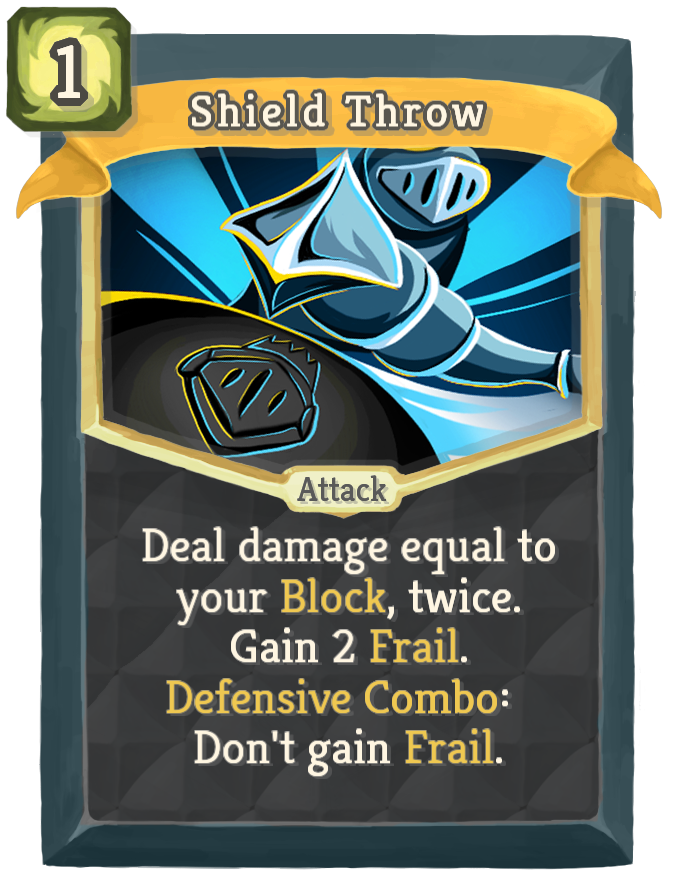 1
Shield Throw
Attack
Deal damage equal to
your Block, twice.
Gain 2 Frail.
Defensive Combo:
Don't gain Frail.